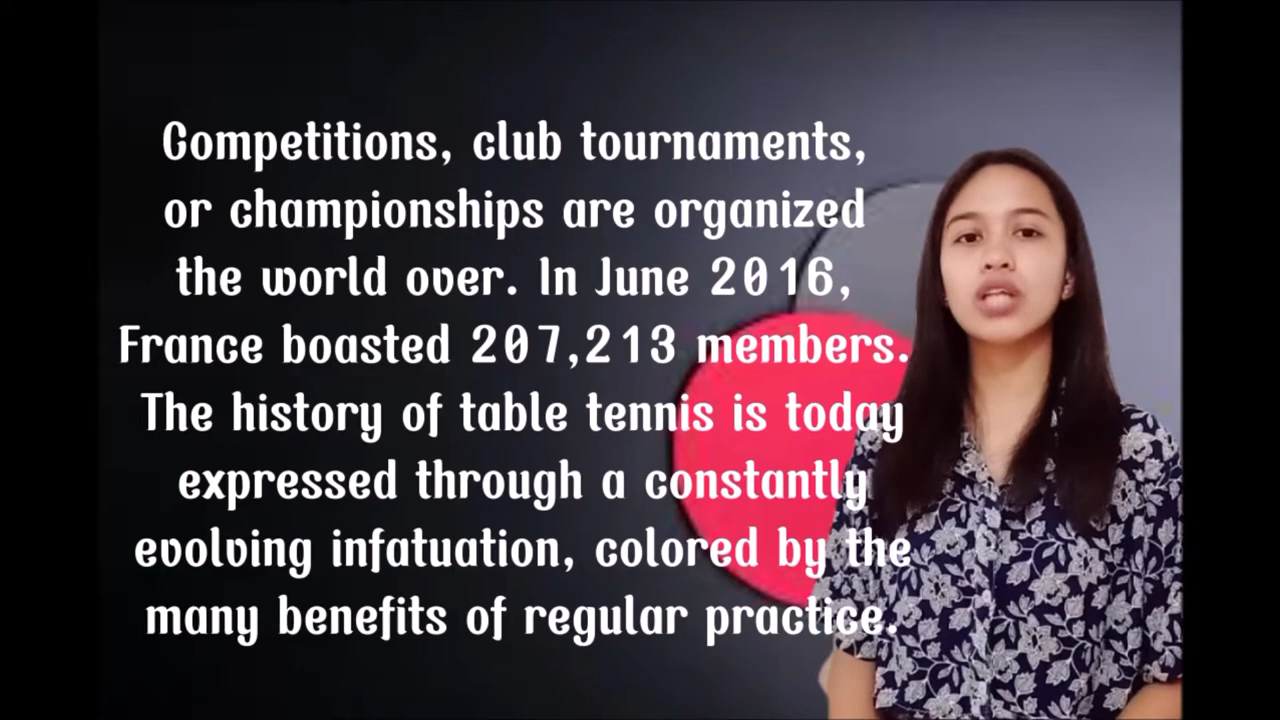 Competitions, club tournaments,
or championships are organized
the world over. In June 2016,
France boasted 207,213 members.
The history of table tennis is today
expressed through a constantly
evolving infatuation, colored by the
many benefits of regular practice.